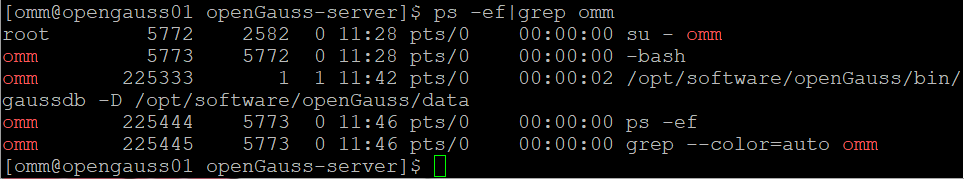 [omm@opengauss01 openGauss-server]$ ps -ef|grep omm
root        5772    2582  0 11:28 pts/0    00:00:00 su - omm
omm         5773    5772  0 11:28 pts/0    00:00:00 -bash
omm       225333       1  1 11:42 pts/0    00:00:02 /opt/software/openGauss/bin/
gaussdb -D /opt/software/openGauss/data
omm       225444    5773  0 11:46 pts/0    00:00:00 ps -ef
omm       225445    5773  0 11:46 pts/0    00:00:00 grep --color=auto omm
[omm@opengauss01 openGauss-server]$